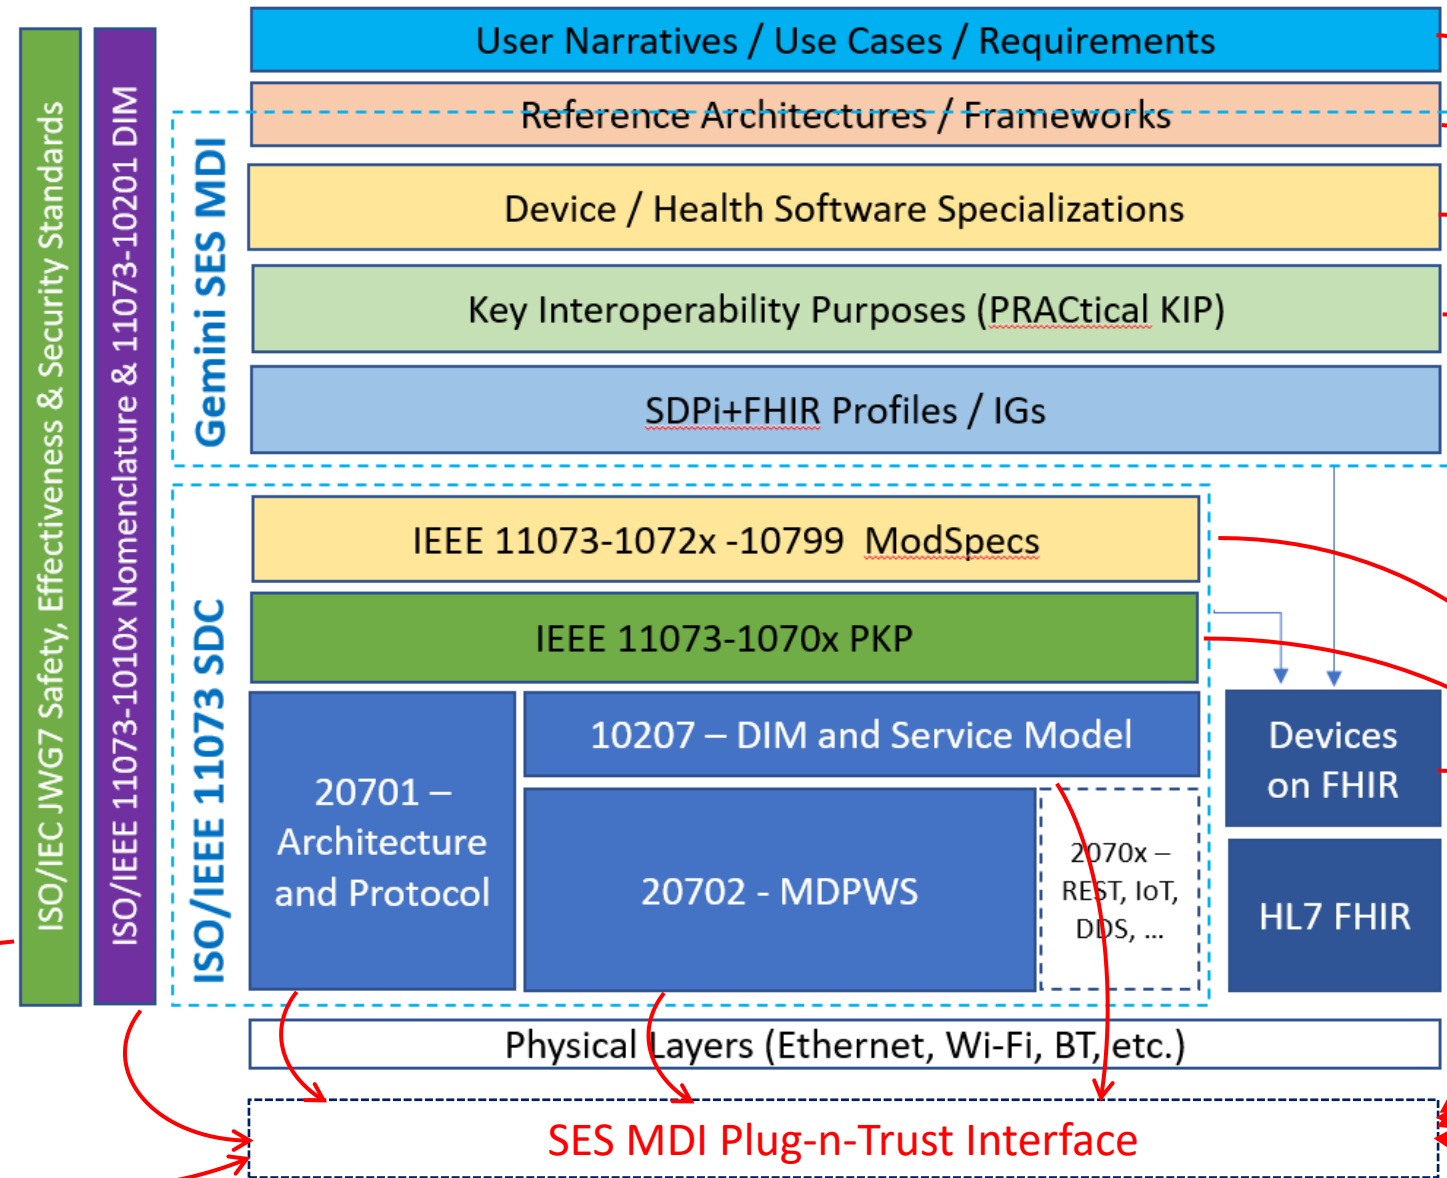 User Narratives / Use Cases / Requirements
Reference Architectures / Frameworks
Device / Health Software Specializations
Key Interoperability Purposes (PRACtical KIP)
SDPi+FHIR Profiles / IGs
ISO/IEC JWG7 Safety, Effectiveness & Security Standards
ISO/IEEE 11073-1010x Nomenclature & 11073-10201 DIM
Gemini SES MDI
ISO/IEEE 11073 SDC
IEEE 11073-1072x -10799 ModSpecs
IEEE 11073-1070x PKP
20701 –
Architecture
and Protocol
10207 – DIM and Service Model
20702 - MDPWS
2070x –
REST, IoT,
DDS, ...
Devices
on FHIR
HL7 FHIR
Physical Layers (Ethernet, Wi-Fi, BT, etc.)
SES MDI Plug-n-Trust Interface